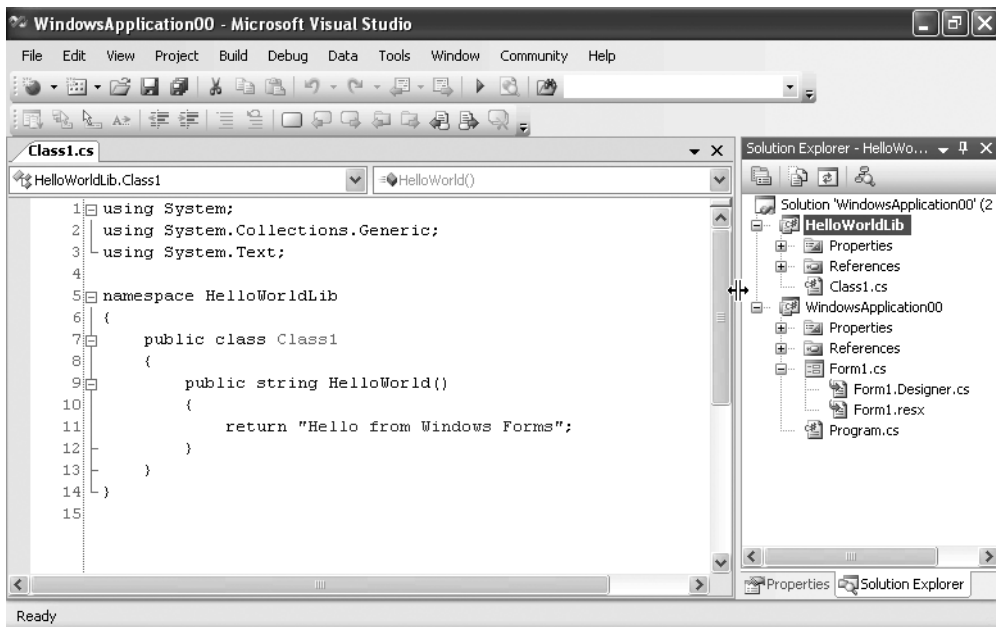 WindowsApplication00 - Microsoft Visual Studio
File Edit View Project Build Debug Data Tools Window Community Help
Class1.cs
HelloWorldLib.Class1
HelloWorld()
1 using System;
2 using System.Collections.Generic;
3 using System.Text;
4
5 namespace HelloWorldLib
6 {
7 public class Class1
8 {
9 public string HelloWorld()
10 {
11 return "Hello from Windows Forms";
12 }
13 }
14 }
15
Solution Explorer - HelloWo...
Solution 'WindowsApplication00' (2
HelloWorldLib
Properties
References
Class1.cs
WindowsApplication00
Properties
References
Form1.cs
Form1.Designer.cs
Form1.resx
Program.cs
Properties Solution Explorer
Ready